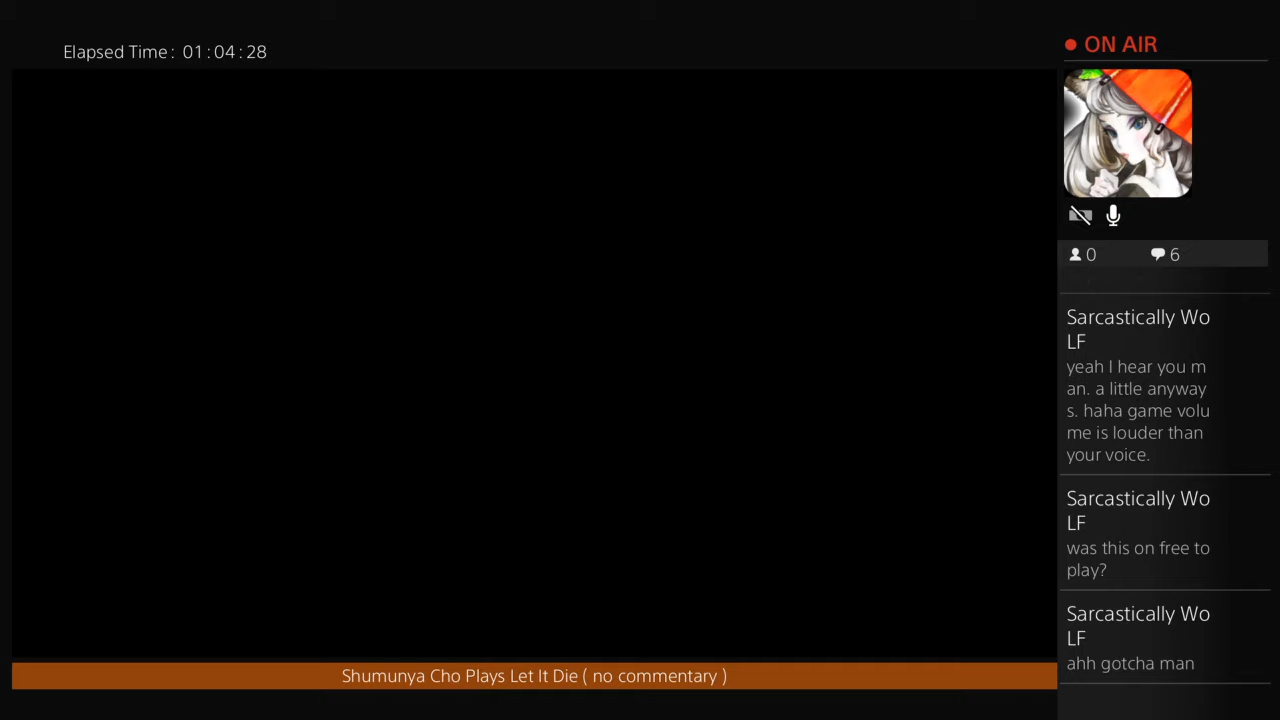 Elapsed Time: 01:04:28
ON AIR
0 6
Sarcastically Wo
LF
yeah I hear you m
an. a little anyway
s. haha game volu
me is louder than
your voice.
Sarcastically Wo
LF
was this on free to
play?
Sarcastically Wo
LF
ahh gotcha man
Shumunya Cho Plays Let It Die ( no commentary )